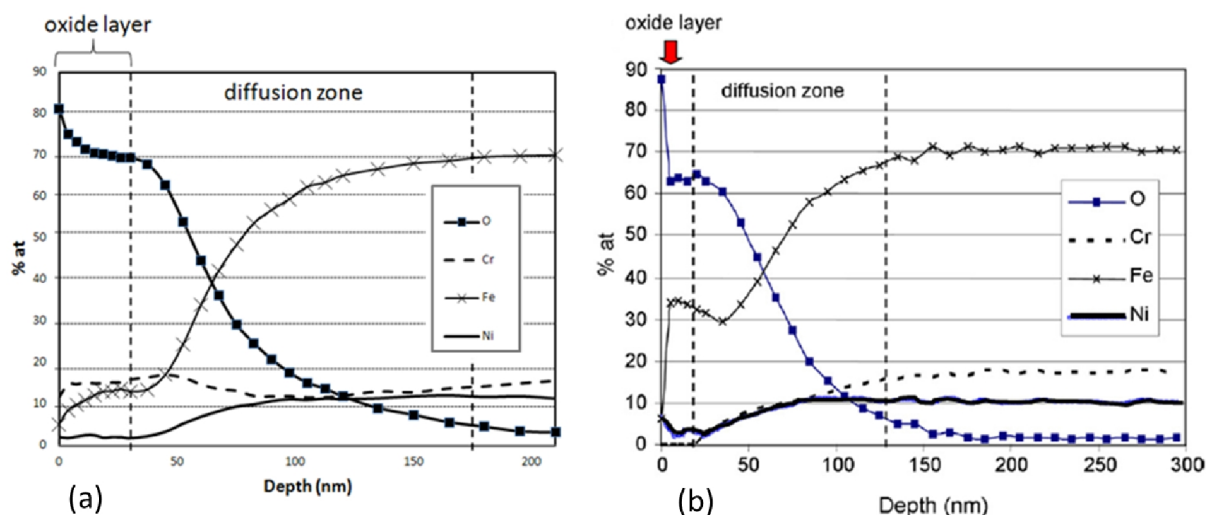 oxide layer
90
80
70
60
50
40
30
20
10
0
% at
diffusion zone
O
Cr
Fe
Ni
0
50
100
150
200
Depth (nm)
(a)
oxide layer
90
80
70
60
50
40
30
20
10
0
% at
diffusion zone
O
Cr
Fe
Ni
0
50
100
150
200
250
300
Depth (nm)
(b)